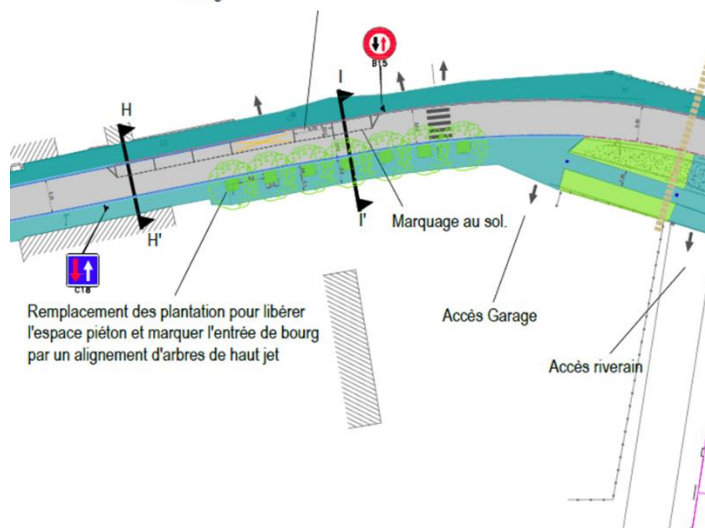 B15
H
I
H'
I'
Marquage au sol.
C18
Remplacement des plantation pour libérer
l'espace piéton et marquer l'entrée de bourg
par un alignement d'arbres de haut jet
Accès Garage
Accès riverain